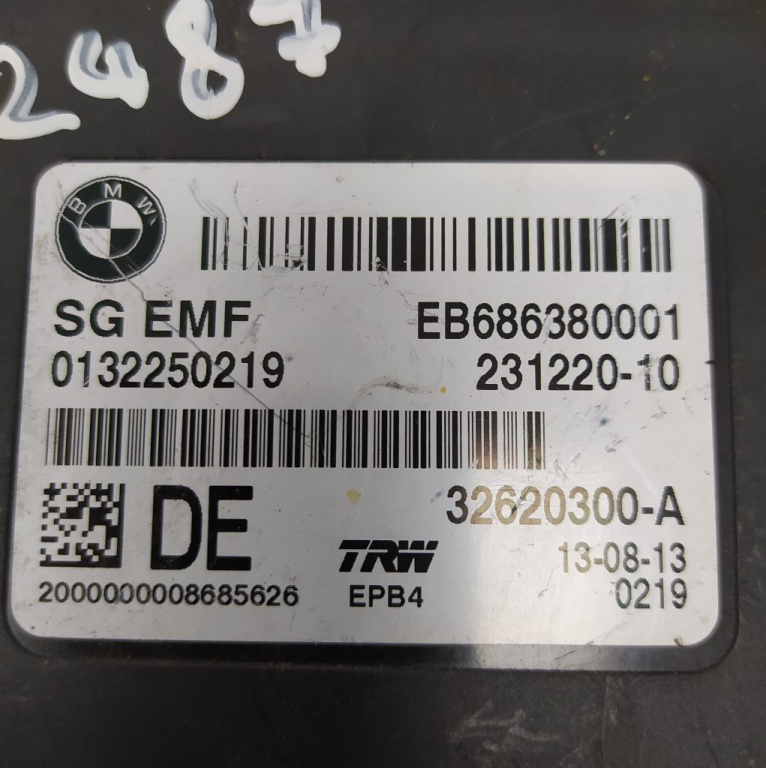 2487
BMW
SG EMF EB686380001
0132250219 231220-10
DE 32620300-A
TRW 13-08-13
2000000008685626 EPB4 0219